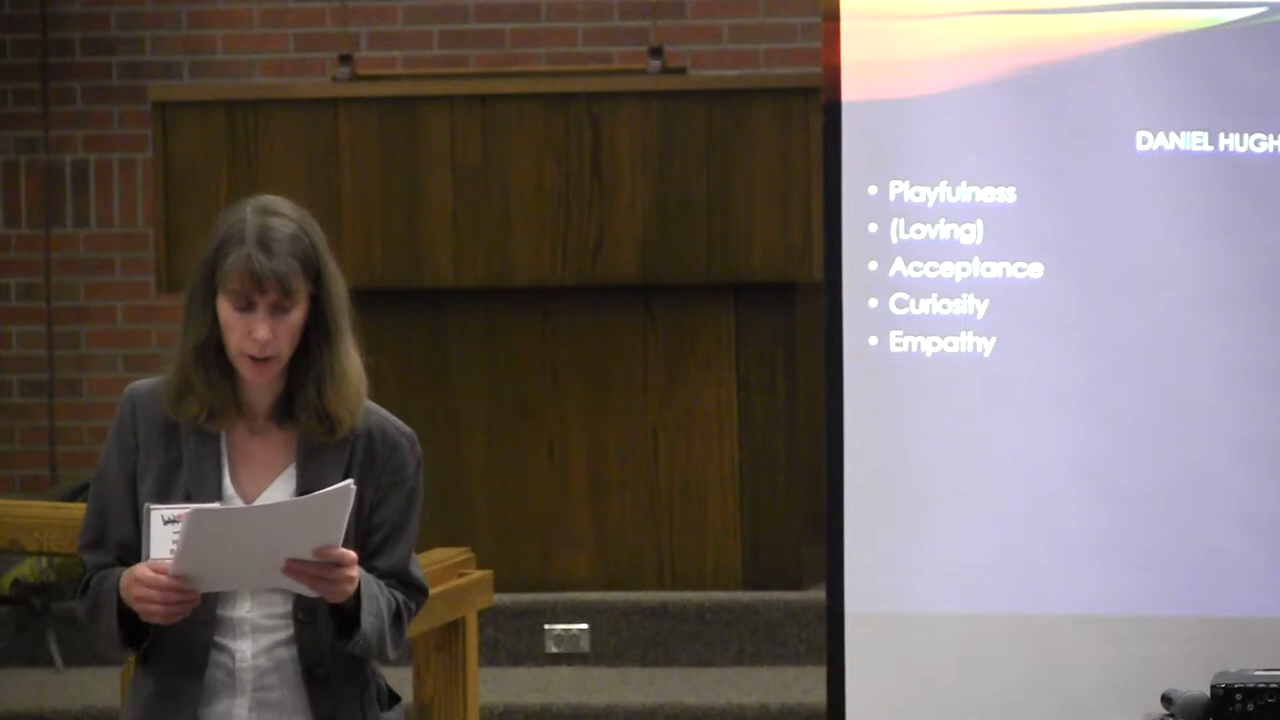 DANIEL HUGH
• Playfulness
• (Loving)
• Acceptance
• Curiosity
• Empathy